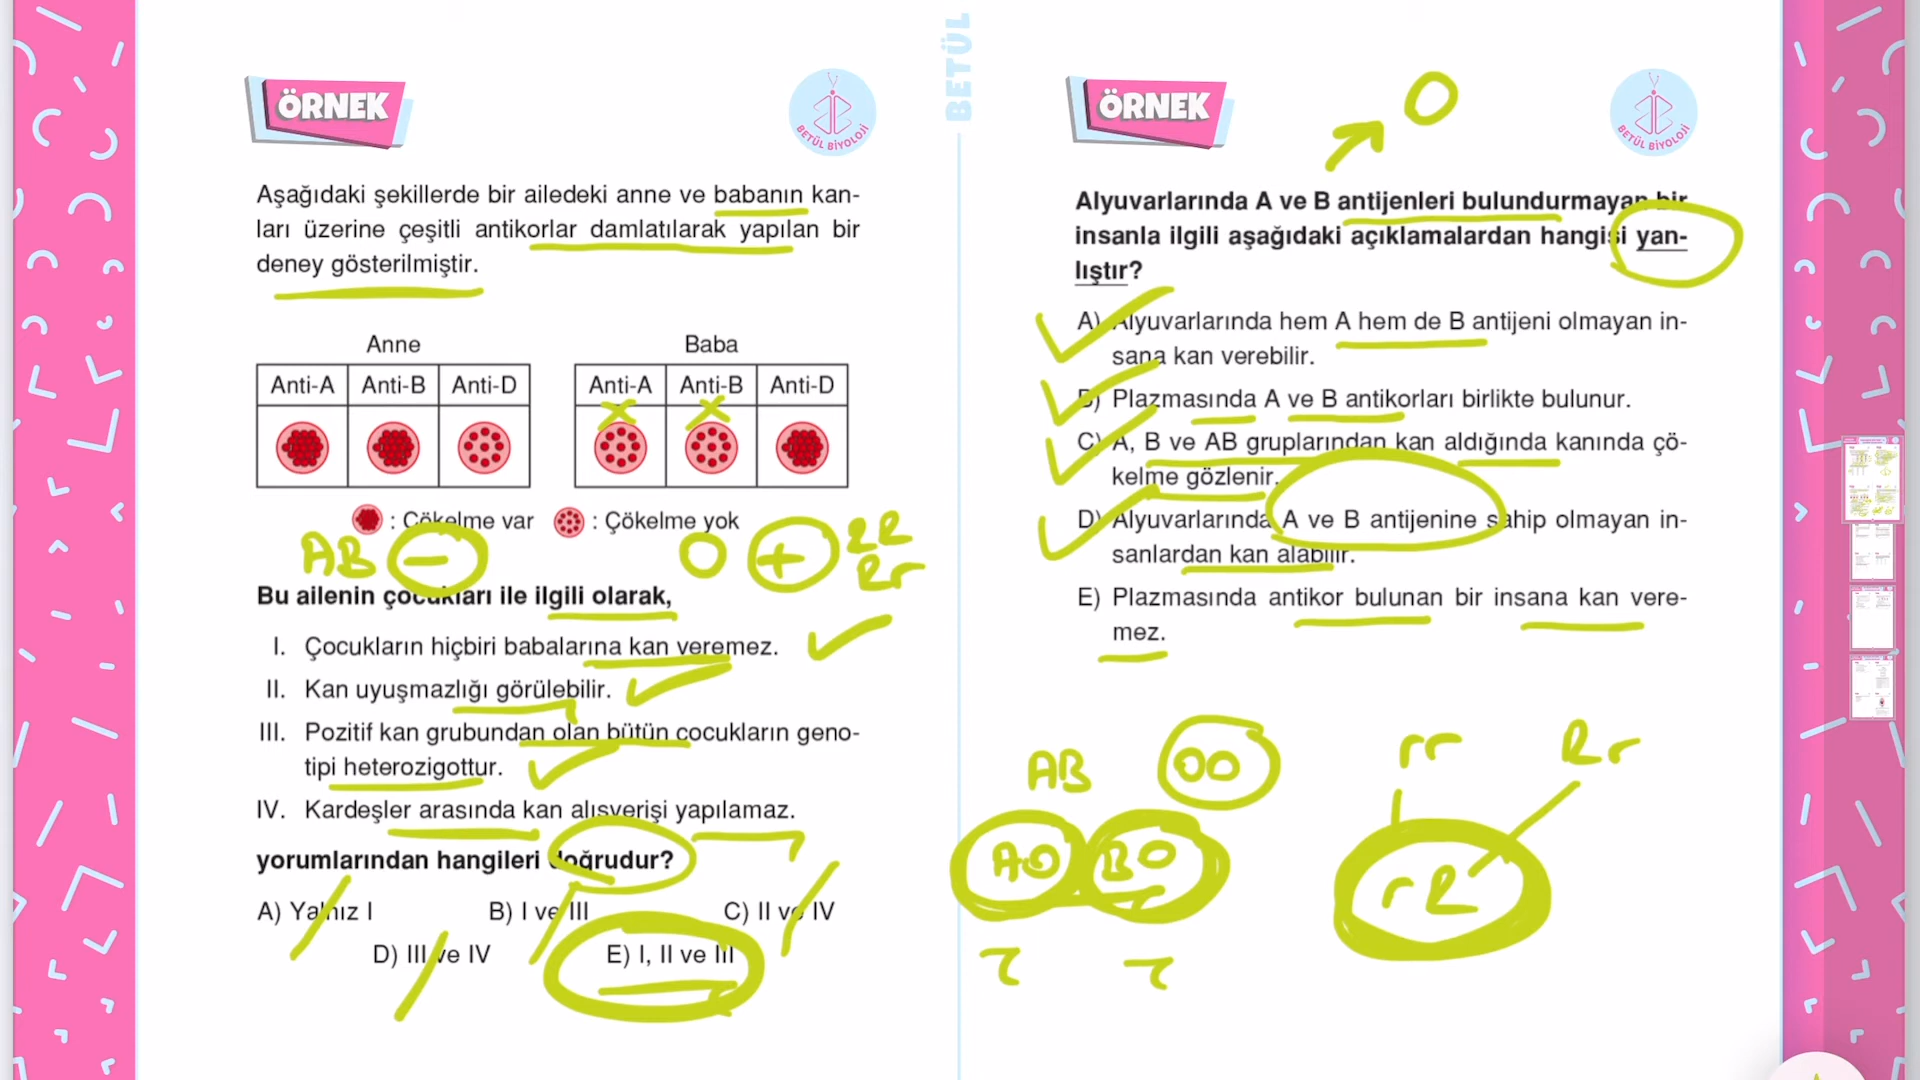 BETÜL
ÖRNEK
BETÜL BİYOLOJİ
Aşağıdaki şekillerde bir ailedeki anne ve babanın kan-
ları üzerine çeşitli antikorlar damlatılarak yapılan bir
deney gösterilmiştir.
Anne
Anti-A Anti-B Anti-D
Baba
Anti-A Anti-B Anti-D
: Çökelme var : Çökelme yok
AB - O + RR
Rr
Bu ailenin çocukları ile ilgili olarak,
I. Çocukların hiçbiri babalarına kan veremez.
II. Kan uyuşmazlığı görülebilir.
III. Pozitif kan grubundan olan bütün çocukların geno-
tipi heterozigottur.
IV. Kardeşler arasında kan alışverişi yapılamaz.
yorumlarından hangileri doğrudur?
A) Yalnız I B) I ve III C) II ve IV
D) III ve IV E) I, II ve III
ÖRNEK
O
BETÜL BİYOLOJİ
Alyuvarlarında A ve B antijenleri bulundurmayan bir
insanla ilgili aşağıdaki açıklamalardan hangisi yan-
lıştır?
A) Alyuvarlarında hem A hem de B antijeni olmayan in-
sana kan verebilir.
B) Plazmasında A ve B antikorları birlikte bulunur.
C) A, B ve AB gruplarından kan aldığında kanında çö-
kelme gözlenir.
D) Alyuvarlarında A ve B antijenine sahip olmayan in-
sanlardan kan alabilir.
E) Plazmasında antikor bulunan bir insana kan vere-
mez.
AB OO rr Rr
AO BO rR